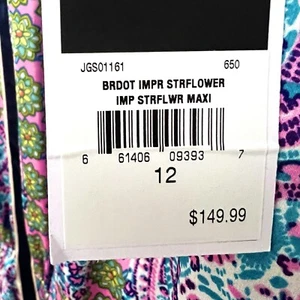 JGS01161 650
BRDOT IMPR STRFLOWER
IMP STRFLWR MAXI
6 61406 09393 7
12
$149.99